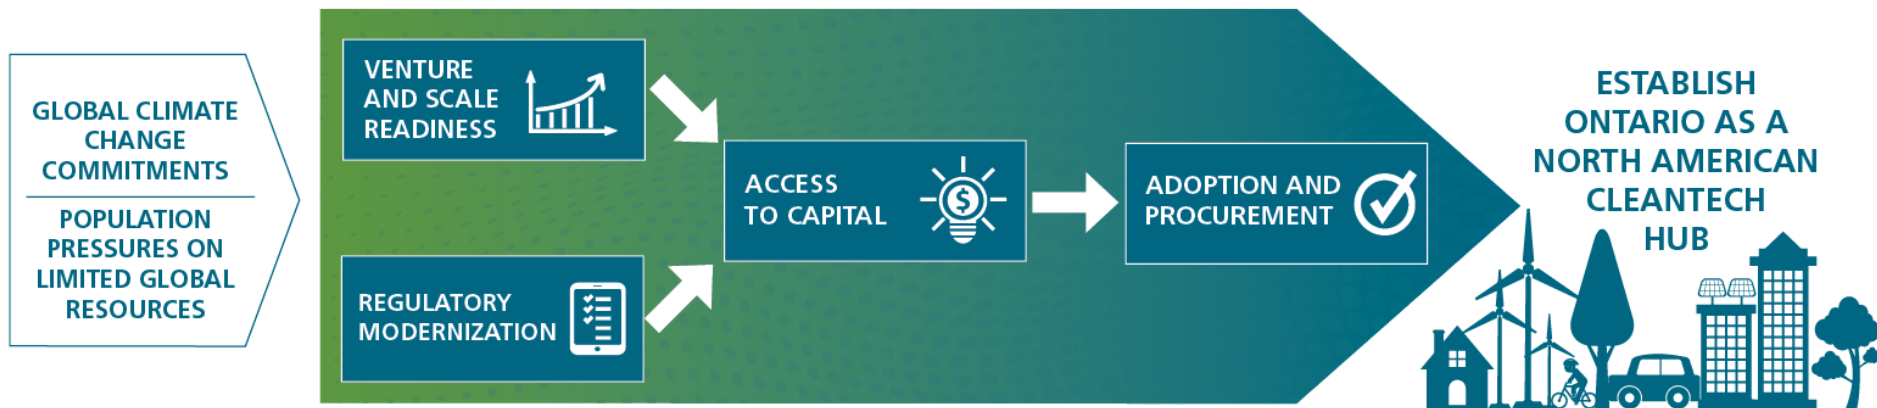 GLOBAL CLIMATE
CHANGE
COMMITMENTS
POPULATION
PRESSURES ON
LIMITED GLOBAL
RESOURCES
VENTURE
AND SCALE
READINESS
REGULATORY
MODERNIZATION
ACCESS
TO CAPITAL
$
ADOPTION AND
PROCUREMENT
ESTABLISH
ONTARIO AS A
NORTH AMERICAN
CLEANTECH
HUB